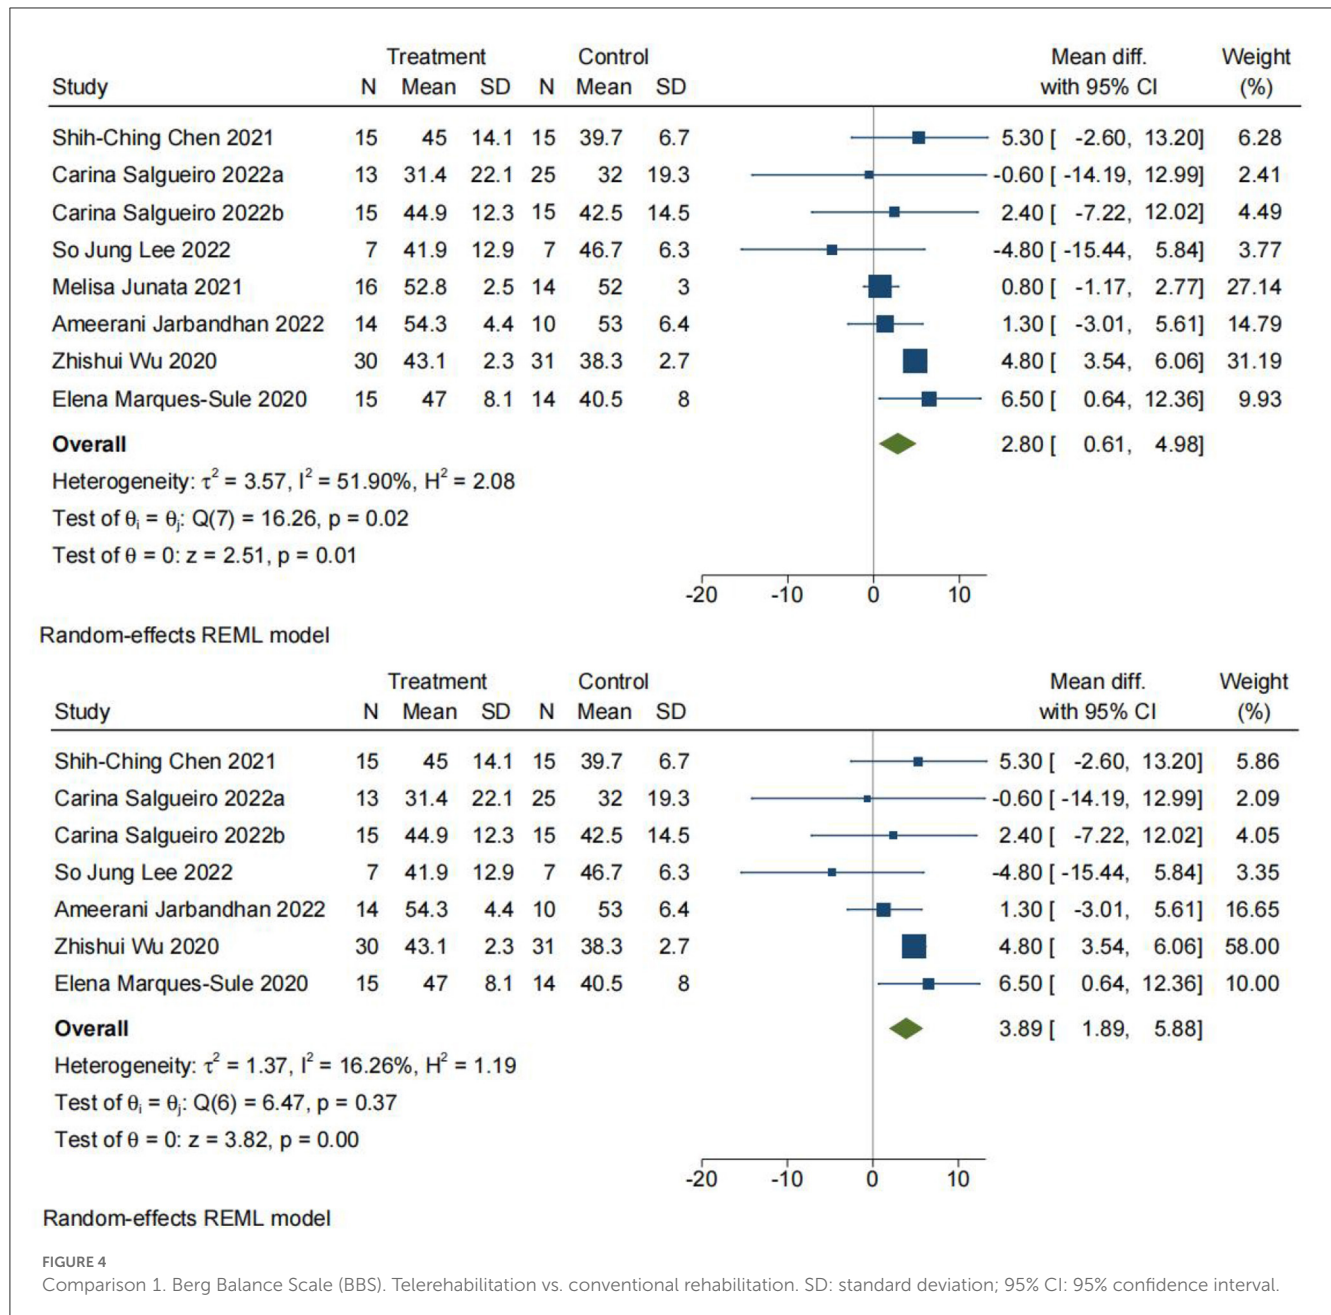 Treatment Control Mean diff. Weight
Study N Mean SD N Mean SD with 95% CI (%)
Shih-Ching Chen 2021 15 45 14.1 15 39.7 6.7 5.30 [ -2.60, 13.20] 6.28
Carina Salgueiro 2022a 13 31.4 22.1 25 32 19.3 -0.60 [ -14.19, 12.99] 2.41
Carina Salgueiro 2022b 15 44.9 12.3 15 42.5 14.5 2.40 [ -7.22, 12.02] 4.49
So Jung Lee 2022 7 41.9 12.9 7 46.7 6.3 -4.80 [ -15.44, 5.84] 3.77
Melisa Junata 2021 16 52.8 2.5 14 52 3 0.80 [ -1.17, 2.77] 27.14
Ameerani Jarbandhan 2022 14 54.3 4.4 10 53 6.4 1.30 [ -3.01, 5.61] 14.79
Zhishui Wu 2020 30 43.1 2.3 31 38.3 2.7 4.80 [ 3.54, 6.06] 31.19
Elena Marques-Sule 2020 15 47 8.1 14 40.5 8 6.50 [ 0.64, 12.36] 9.93
Overall 2.80 [ 0.61, 4.98]
Heterogeneity: τ² = 3.57, I² = 51.90%, H² = 2.08
Test of θᵢ = θⱼ: Q(7) = 16.26, p = 0.02
Test of θ = 0: z = 2.51, p = 0.01
-20 -10 0 10
Random-effects REML model
Treatment Control Mean diff. Weight
Study N Mean SD N Mean SD with 95% CI (%)
Shih-Ching Chen 2021 15 45 14.1 15 39.7 6.7 5.30 [ -2.60, 13.20] 5.86
Carina Salgueiro 2022a 13 31.4 22.1 25 32 19.3 -0.60 [ -14.19, 12.99] 2.09
Carina Salgueiro 2022b 15 44.9 12.3 15 42.5 14.5 2.40 [ -7.22, 12.02] 4.05
So Jung Lee 2022 7 41.9 12.9 7 46.7 6.3 -4.80 [ -15.44, 5.84] 3.35
Ameerani Jarbandhan 2022 14 54.3 4.4 10 53 6.4 1.30 [ -3.01, 5.61] 16.65
Zhishui Wu 2020 30 43.1 2.3 31 38.3 2.7 4.80 [ 3.54, 6.06] 58.00
Elena Marques-Sule 2020 15 47 8.1 14 40.5 8 6.50 [ 0.64, 12.36] 10.00
Overall 3.89 [ 1.89, 5.88]
Heterogeneity: τ² = 1.37, I² = 16.26%, H² = 1.19
Test of θᵢ = θⱼ: Q(6) = 6.47, p = 0.37
Test of θ = 0: z = 3.82, p = 0.00
-20 -10 0 10
Random-effects REML model
FIGURE 4
Comparison 1. Berg Balance Scale (BBS). Telerehabilitation vs. conventional rehabilitation. SD: standard deviation; 95% CI: 95% confidence interval.